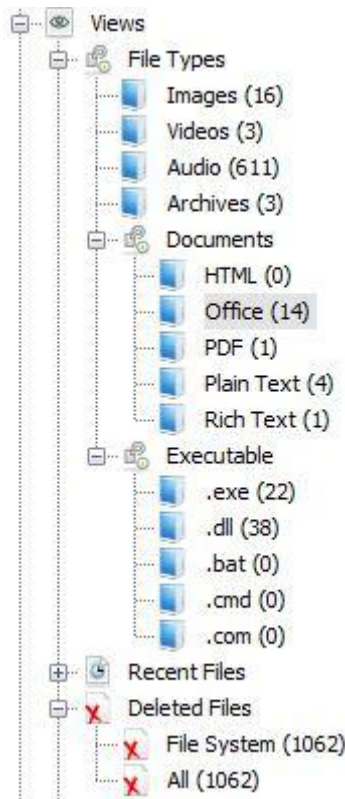 Views
File Types
Images (16)
Videos (3)
Audio (611)
Archives (3)
Documents
HTML (0)
Office (14)
PDF (1)
Plain Text (4)
Rich Text (1)
Executable
.exe (22)
.dll (38)
.bat (0)
.cmd (0)
.com (0)
Recent Files
Deleted Files
File System (1062)
All (1062)